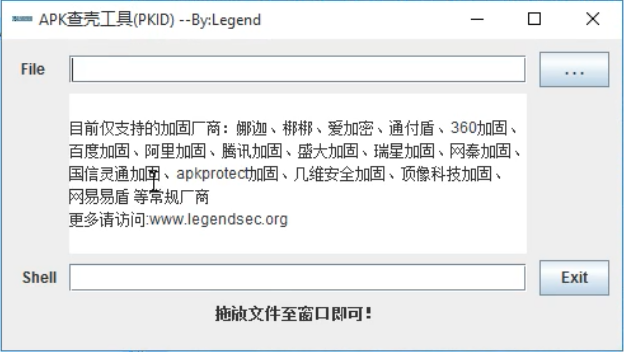 APK查壳工具(PKID) --By:Legend
File
...
目前仅支持的加固厂商：娜迦、梆梆、爱加密、通付盾、360加固、
百度加固、阿里加固、腾讯加固、盛大加固、瑞星加固、网秦加固、
国信灵通加固、apkprotect加固、几维安全加固、顶像科技加固、
网易易盾 等常规厂商
更多请访问:www.legendsec.org
Shell
Exit
拖放文件至窗口即可!